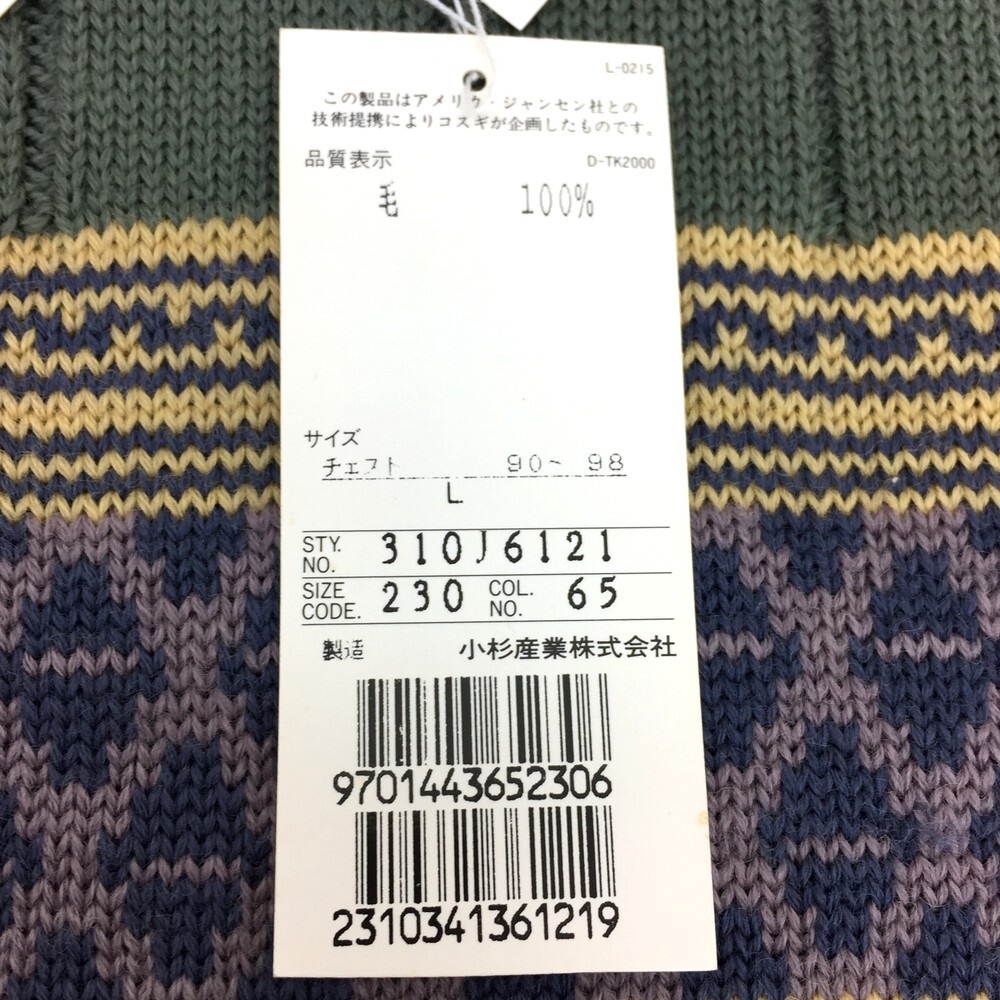 L-0215
この製品はアメリカ・ジャンセン社との
技術提携によりコスギが企画したものです。
品質表示 D-TK2000
毛 100%
サイズ
チェスト 90~ 98
L
STY. NO. 310J6121
SIZE CODE. 230 COL. NO. 65
製造 小杉産業株式会社
9701443652306
2310341361219